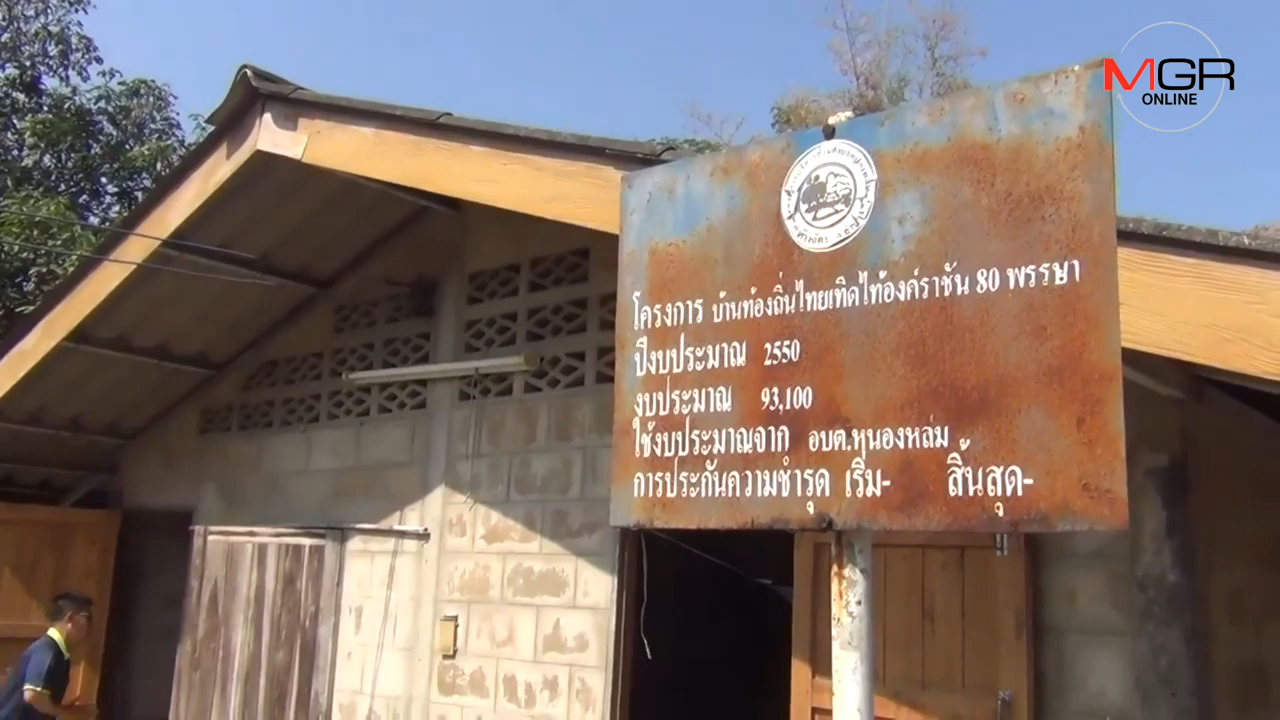 MGR
ONLINE
โครงการ บ้านท้องถิ่นไทยเทิดไท้องค์ราชัน 80 พรรษา
ปีงบประมาณ 2550
งบประมาณ 93,100
ใช้งบประมาณจาก อบต.หนองหล่ม
การประกันความชำรุด เริ่ม- สิ้นสุด-